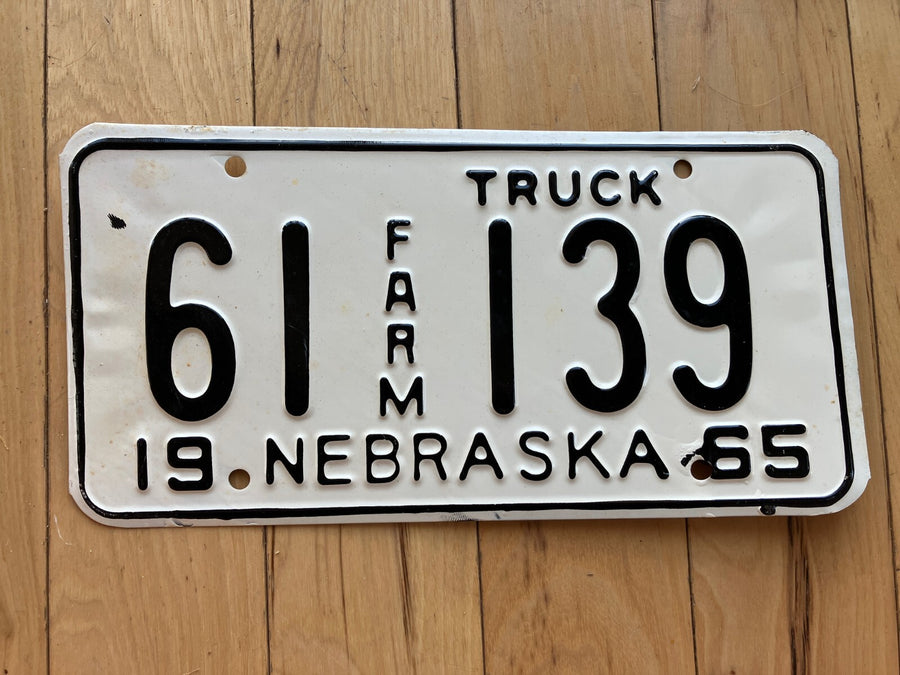 TRUCK
61 FARM 139
19 NEBRASKA 65